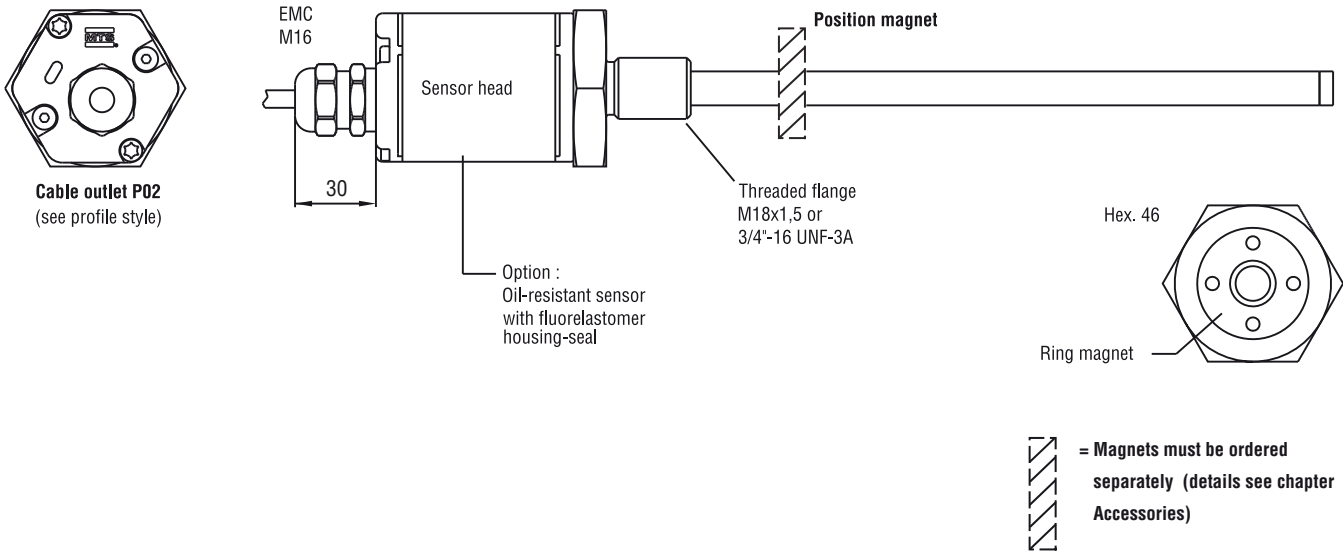 MTS
Cable outlet P02
(see profile style)
EMC
M16
Sensor head
30
Option :
Oil-resistant sensor
with fluorelastomer
housing-seal
Position magnet
Threaded flange
M18x1,5 or
3/4"-16 UNF-3A
Hex. 46
Ring magnet
= Magnets must be ordered
separately (details see chapter
Accessories)